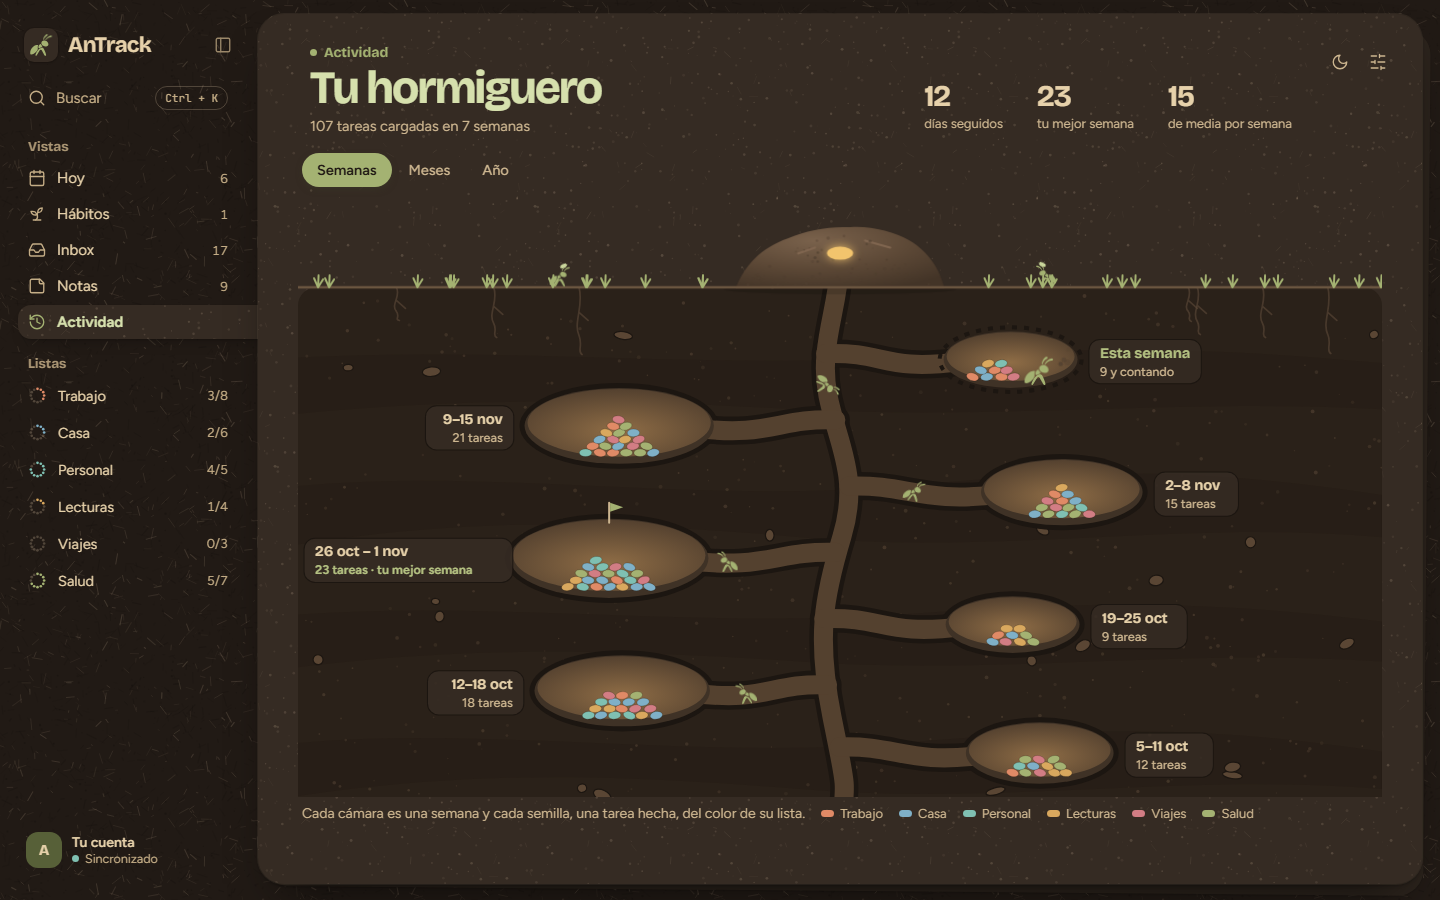 AnTrack
Buscar
Ctrl + K
Vistas
Hoy 6
Hábitos 1
Inbox 17
Notas 9
Actividad
Listas
Trabajo 3/8
Casa 2/6
Personal 4/5
Lecturas 1/4
Viajes 0/3
Salud 5/7
A
Tu cuenta
Sincronizado
Actividad
Tu hormiguero
107 tareas cargadas en 7 semanas
12
días seguidos
23
tu mejor semana
15
de media por semana
Semanas Meses Año
Esta semana
9 y contando
9–15 nov
21 tareas
2–8 nov
15 tareas
26 oct – 1 nov
23 tareas · tu mejor semana
19–25 oct
9 tareas
12–18 oct
18 tareas
5–11 oct
12 tareas
Cada cámara es una semana y cada semilla, una tarea hecha, del color de su lista. Trabajo Casa Personal Lecturas Viajes Salud